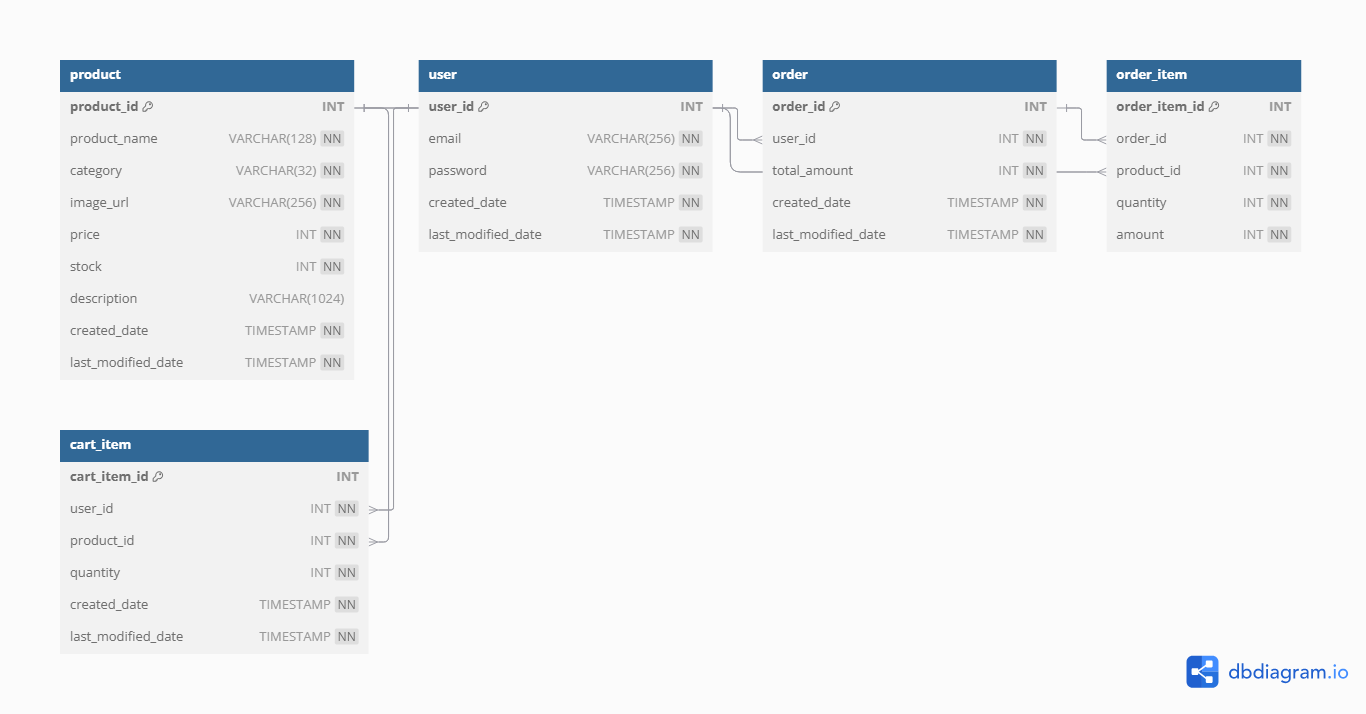 product
product_id INT
product_name VARCHAR(128) NN
category VARCHAR(32) NN
image_url VARCHAR(256) NN
price INT NN
stock INT NN
description VARCHAR(1024)
created_date TIMESTAMP NN
last_modified_date TIMESTAMP NN
user
user_id INT
email VARCHAR(256) NN
password VARCHAR(256) NN
created_date TIMESTAMP NN
last_modified_date TIMESTAMP NN
order
order_id INT
user_id INT NN
total_amount INT NN
created_date TIMESTAMP NN
last_modified_date TIMESTAMP NN
order_item
order_item_id INT
order_id INT NN
product_id INT NN
quantity INT NN
amount INT NN
cart_item
cart_item_id INT
user_id INT NN
product_id INT NN
quantity INT NN
created_date TIMESTAMP NN
last_modified_date TIMESTAMP NN
dbdiagram.io